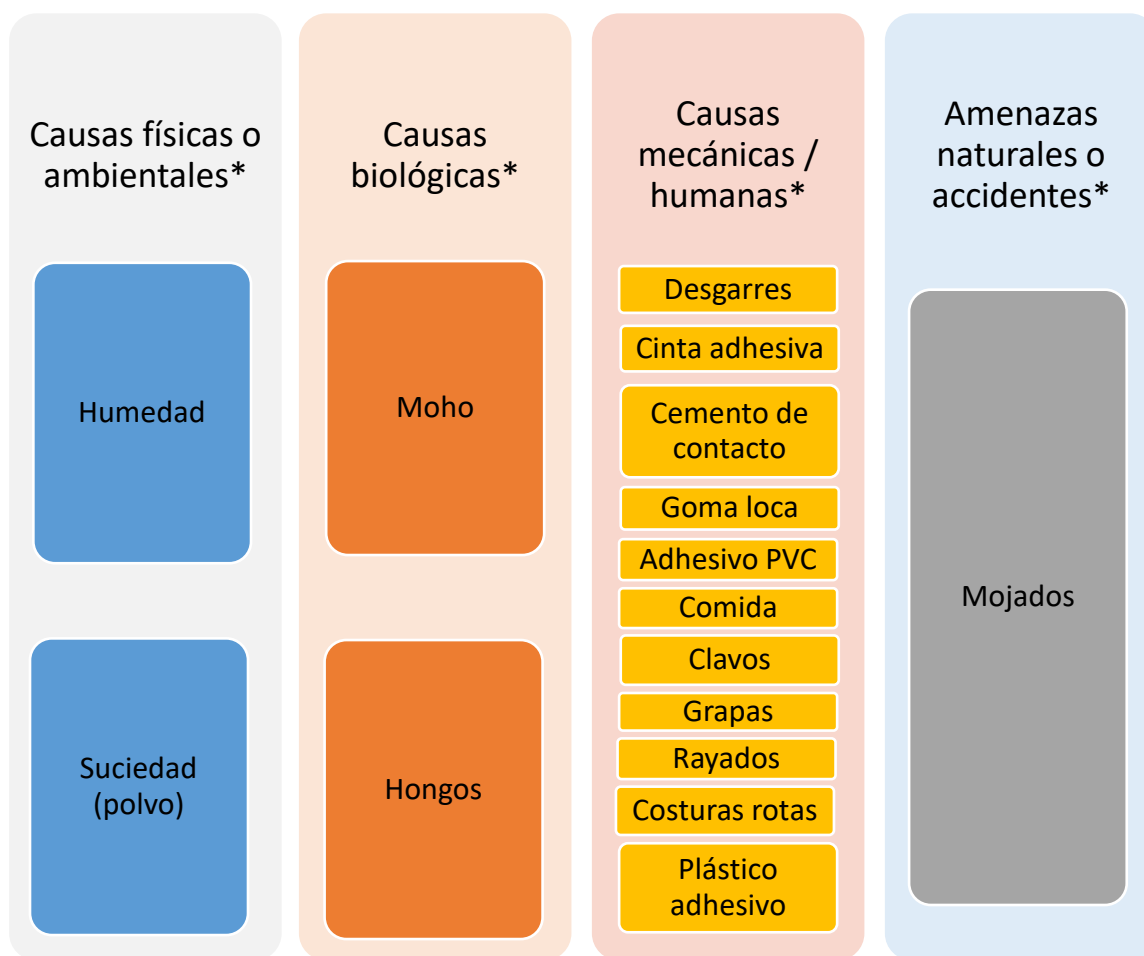 Causas físicas o
ambientales*
Humedad
Suciedad
(polvo)
Causas
biológicas*
Moho
Hongos
Causas
mecánicas /
humanas*
Desgarres
Cinta adhesiva
Cemento de
contacto
Goma loca
Adhesivo PVC
Comida
Clavos
Grapas
Rayados
Costuras rotas
Plástico
adhesivo
Amenazas
naturales o
accidentes*
Mojados